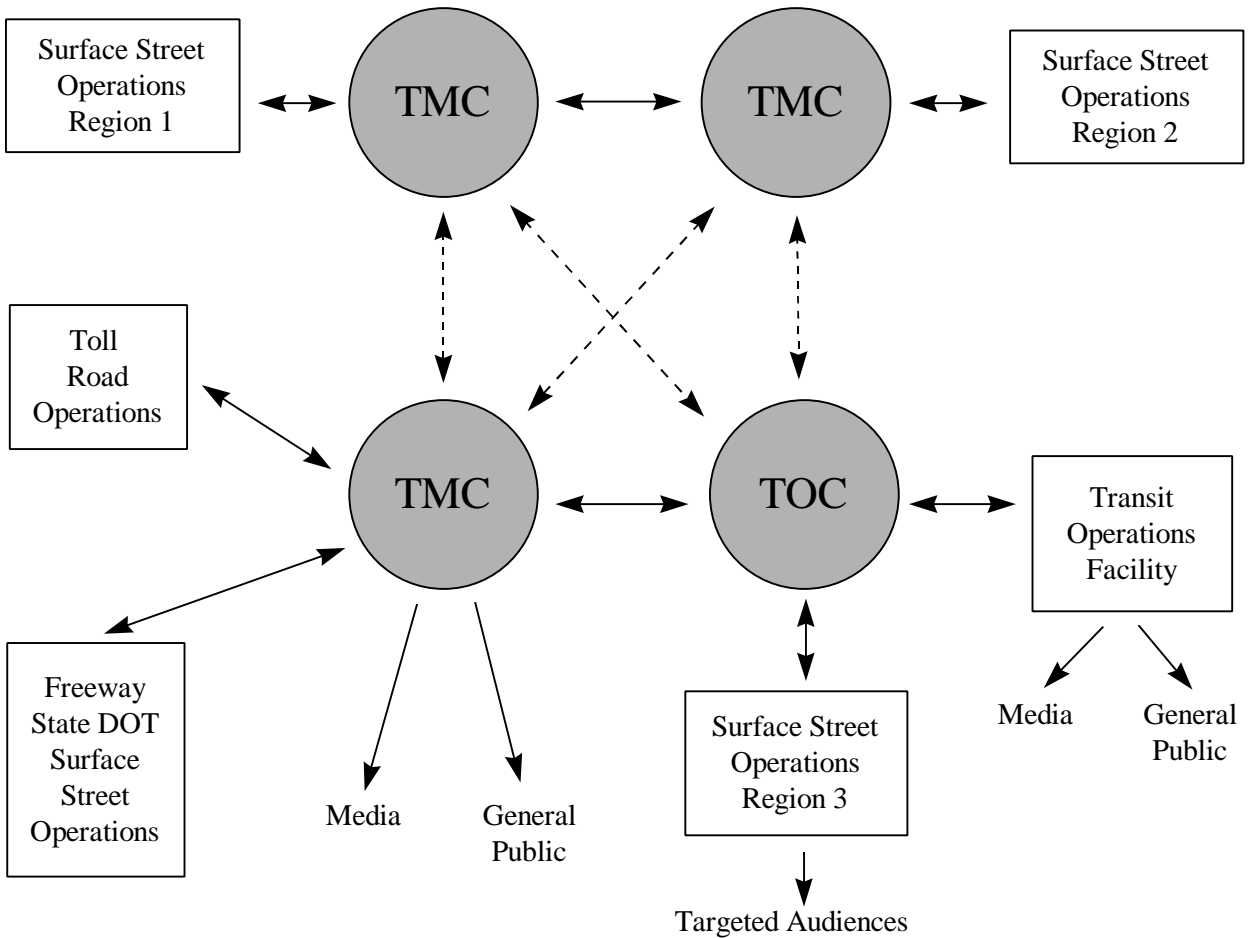 Surface Street
Operations
Region 1
TMC
TMC
Surface Street
Operations
Region 2
Toll
Road
Operations
TMC
TOC
Transit
Operations
Facility
Freeway
State DOT
Surface
Street
Operations
Media
General
Public
Surface Street
Operations
Region 3
Media
General
Public
Targeted Audiences